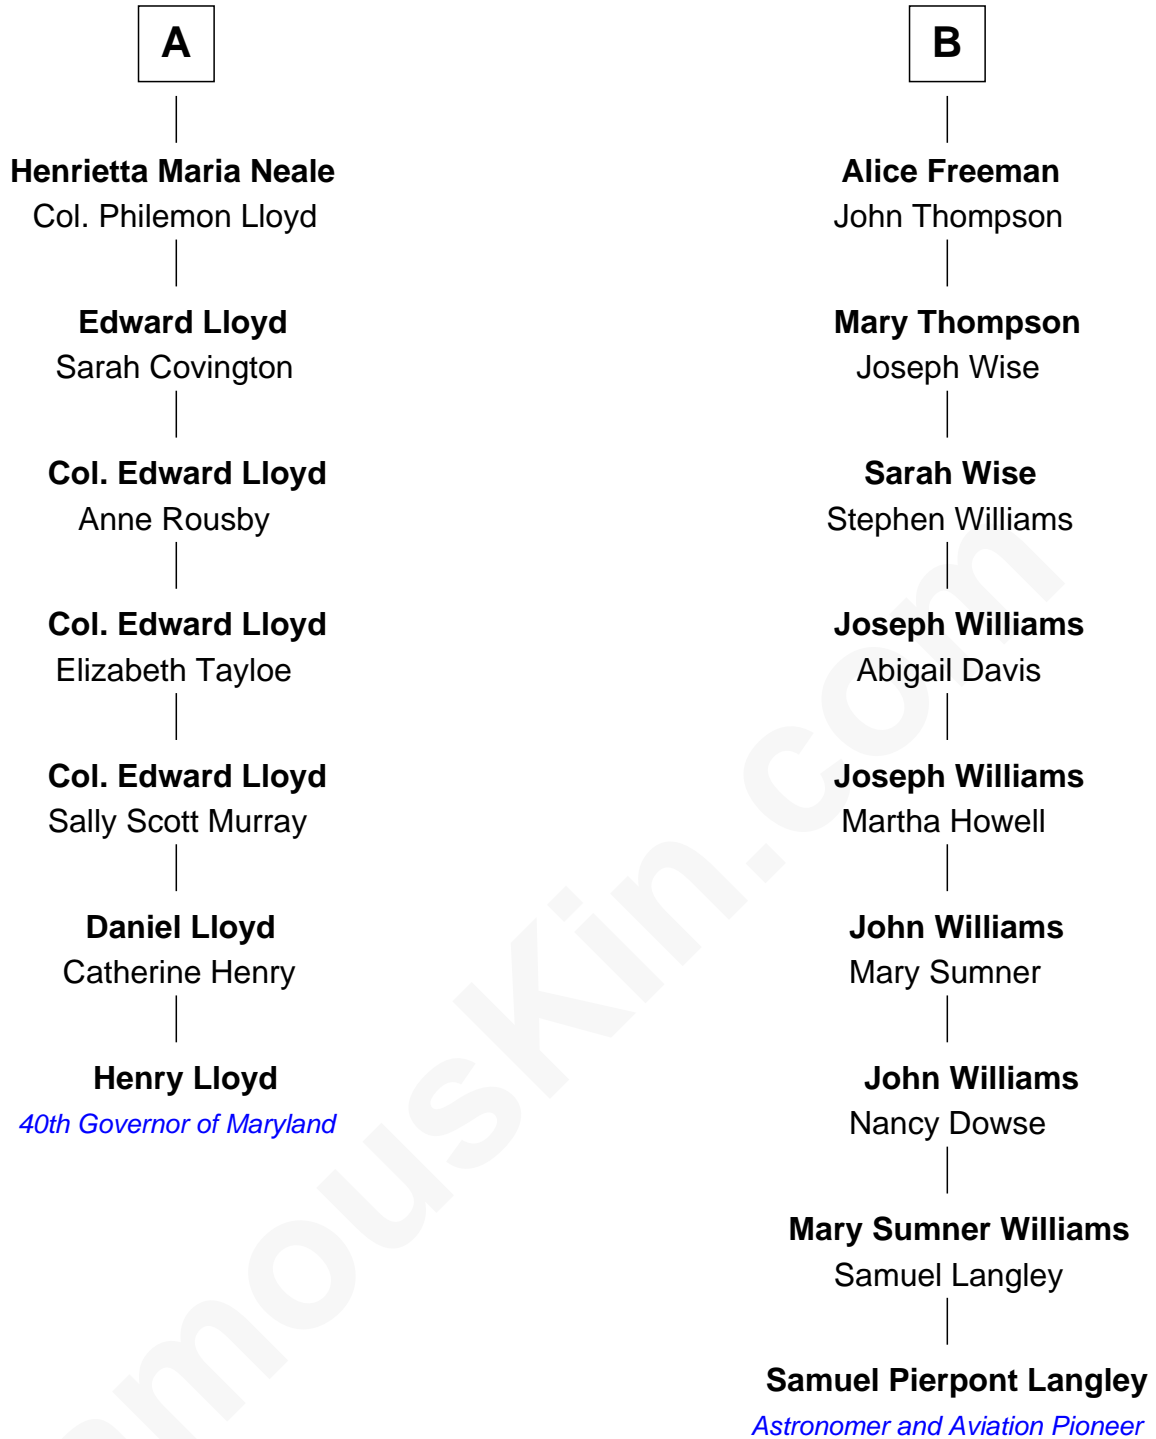 A
Henrietta Maria Neale
Col. Philemon Lloyd
Edward Lloyd
Sarah Covington
Col. Edward Lloyd
Anne Rousby
Col. Edward Lloyd
Elizabeth Tayloe
Col. Edward Lloyd
Sally Scott Murray
Daniel Lloyd
Catherine Henry
Henry Lloyd
40th Governor of Maryland
B
Alice Freeman
John Thompson
Mary Thompson
Joseph Wise
Sarah Wise
Stephen Williams
Joseph Williams
Abigail Davis
Joseph Williams
Martha Howell
John Williams
Mary Sumner
John Williams
Nancy Dowse
Mary Sumner Williams
Samuel Langley
Samuel Pierpont Langley
Astronomer and Aviation Pioneer
amouskin.com